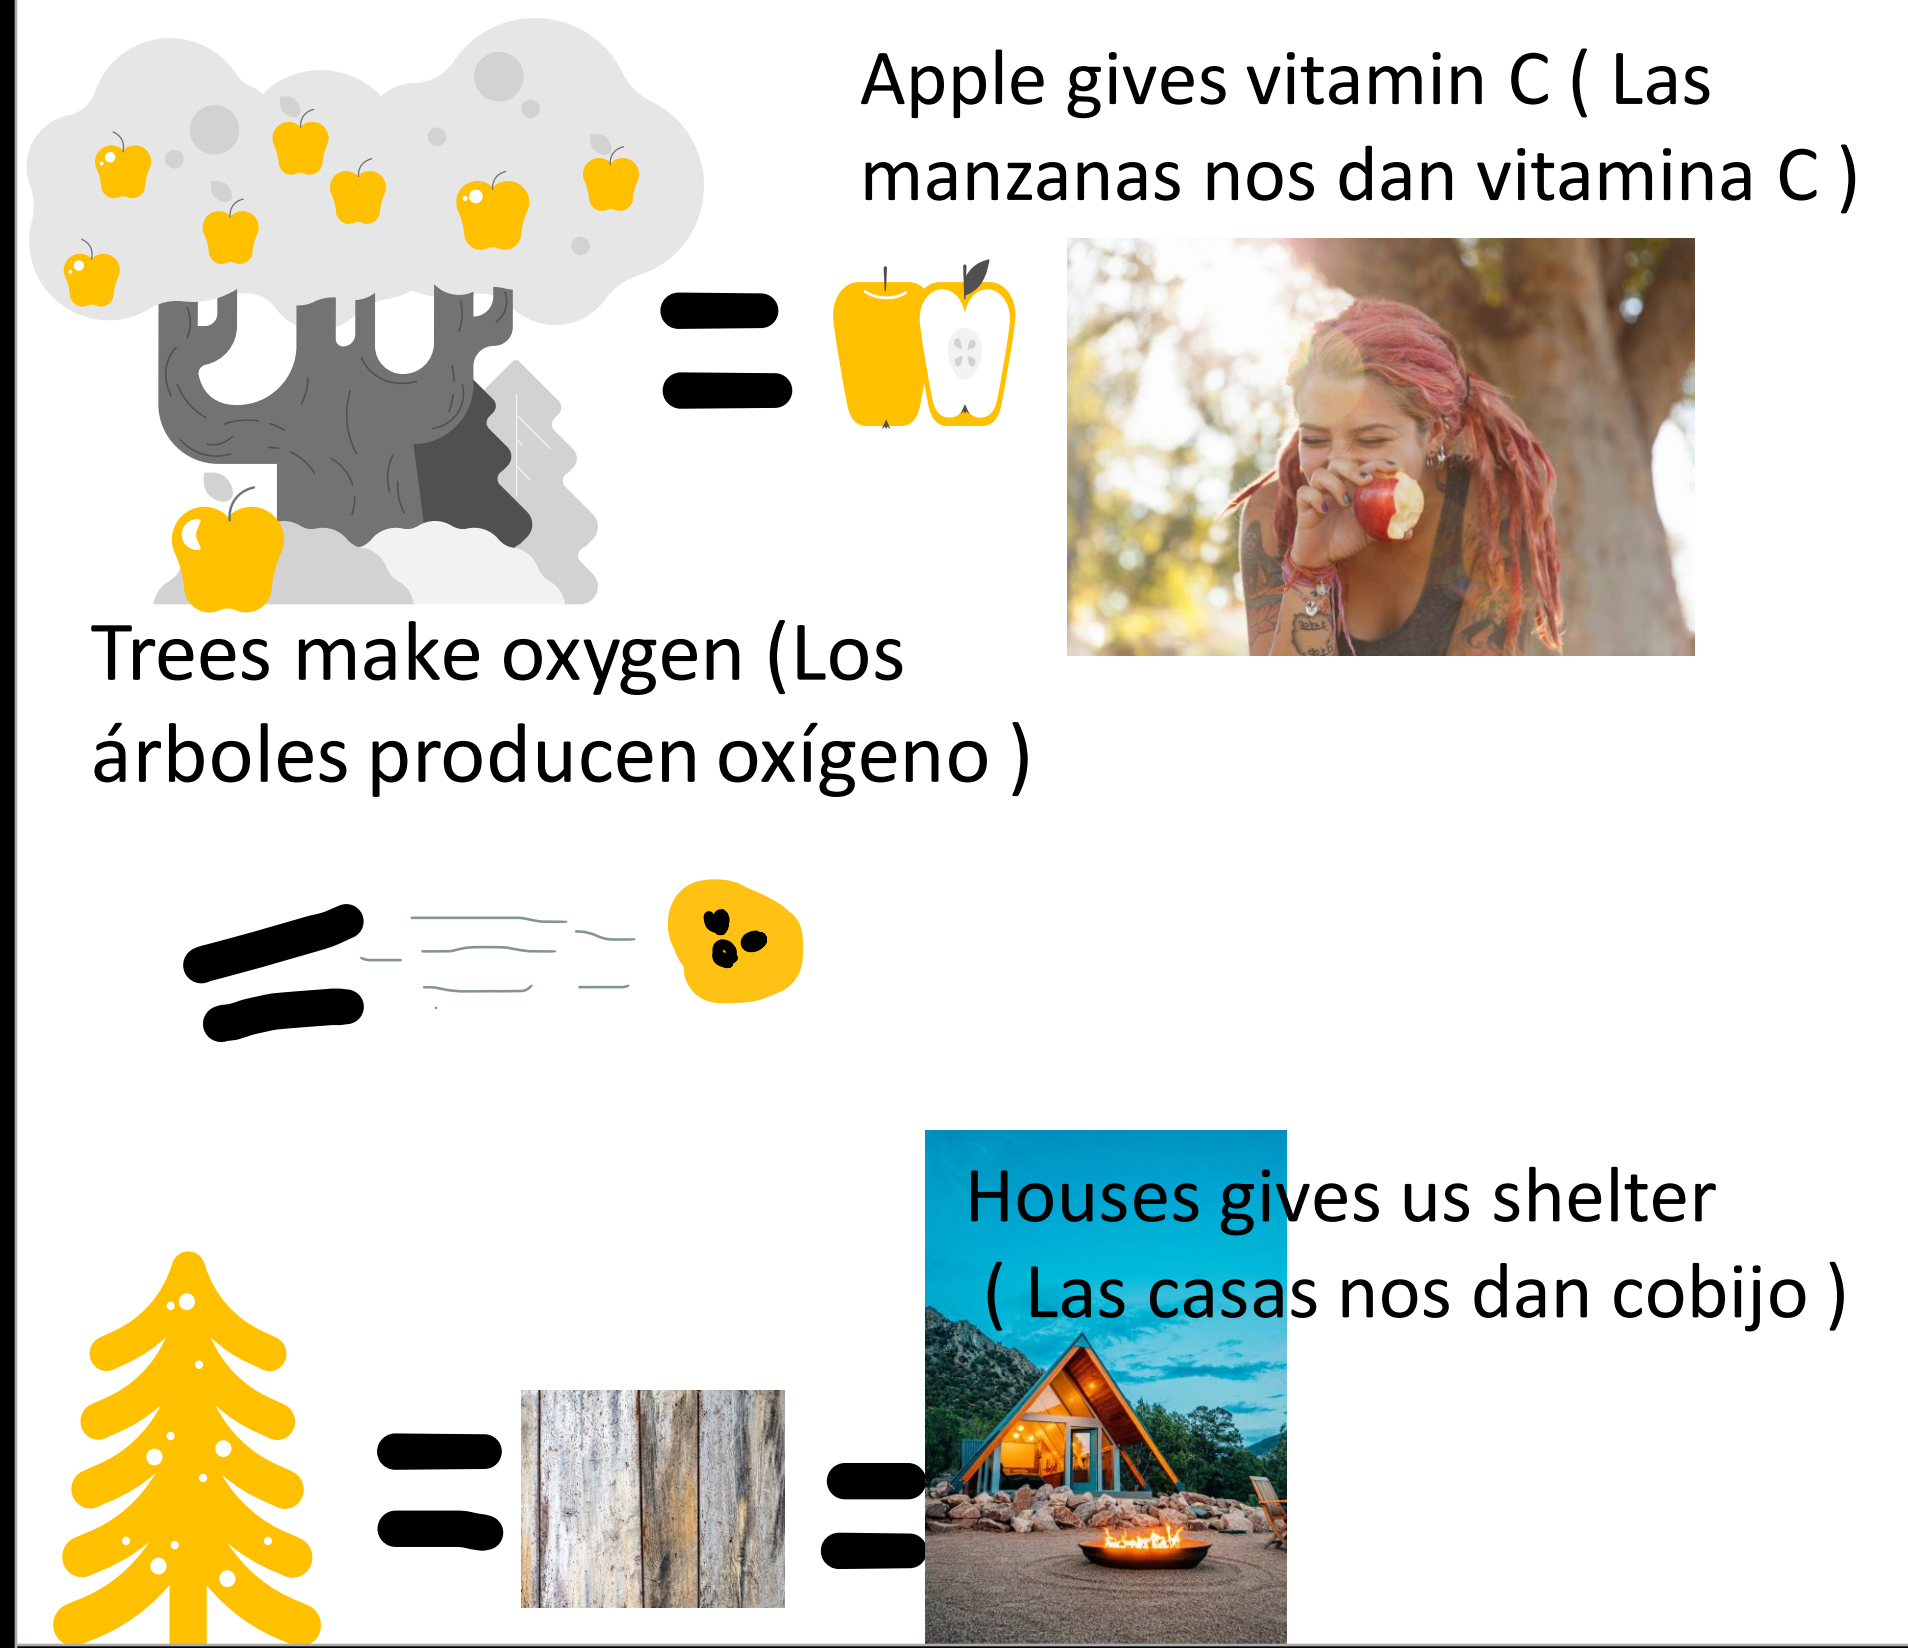 Apple gives vitamin C ( Las
manzanas nos dan vitamina C )
Trees make oxygen (Los
árboles producen oxígeno )
Houses gives us shelter
( Las casas nos dan cobijo )